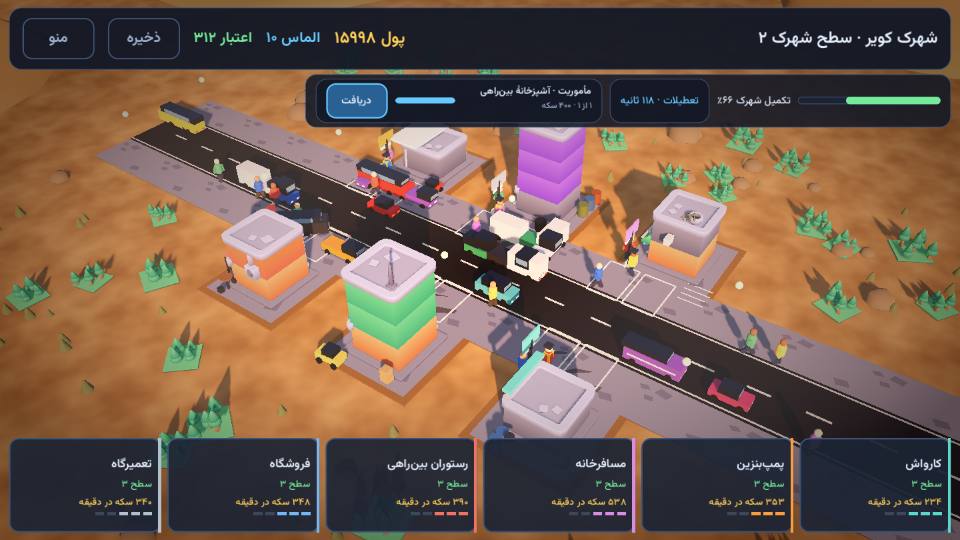 شهرک کویر · سطح شهرک ۲
پول ۱۵۹۹۸
الماس ۱۰
اعتبار ۳۱۲
ذخیره
منو
تکمیل شهرک ۶۶٪
تعطیلات · ۱۱۸ ثانیه
مأموریت · آشپزخانهٔ بین‌راهی
۱ از ۱ · ۴۰۰ سکه
دریافت
کارواش
سطح ۳
۲۳۴ سکه در دقیقه
پمپ‌بنزین
سطح ۳
۳۵۳ سکه در دقیقه
مسافرخانه
سطح ۳
۵۳۸ سکه در دقیقه
رستوران بین‌راهی
سطح ۳
۳۹۰ سکه در دقیقه
فروشگاه
سطح ۳
۳۴۸ سکه در دقیقه
تعمیرگاه
سطح ۳
۳۴۰ سکه در دقیقه